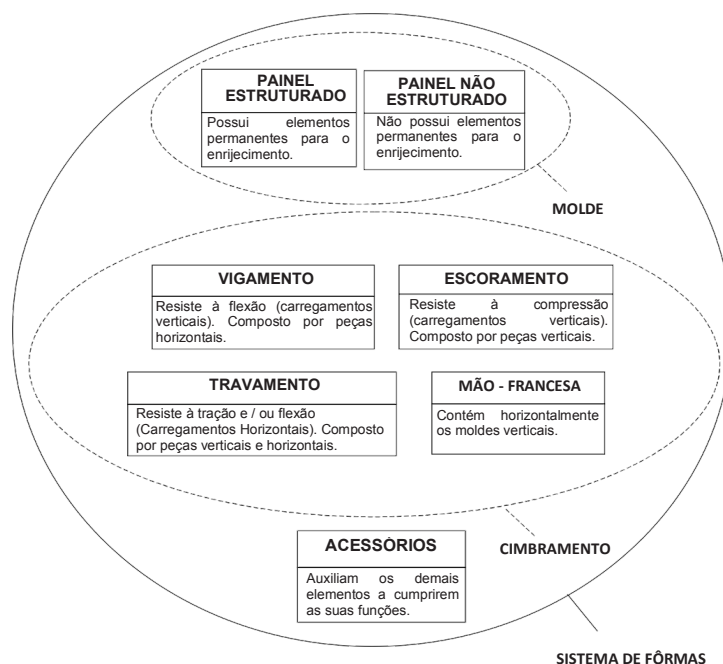 PAINEL
ESTRUTURADO
Possui elementos
permanentes para o
enrijecimento.
PAINEL NÃO
ESTRUTURADO
Não possui elementos
permanentes para o
enrijecimento.
MOLDE
VIGAMENTO
Resiste à flexão (carregamentos
verticais). Composto por peças
horizontais.
ESCORAMENTO
Resiste à compressão
(carregamentos verticais).
Composto por peças verticais.
TRAVAMENTO
Resiste à tração e / ou flexão
(Carregamentos Horizontais). Composto
por peças verticais e horizontais.
MÃO - FRANCESA
Contém horizontalmente
os moldes verticais.
CIMBRAMENTO
ACESSÓRIOS
Auxiliam os demais
elementos a cumprirem
as suas funções.
SISTEMA DE FÔRMAS